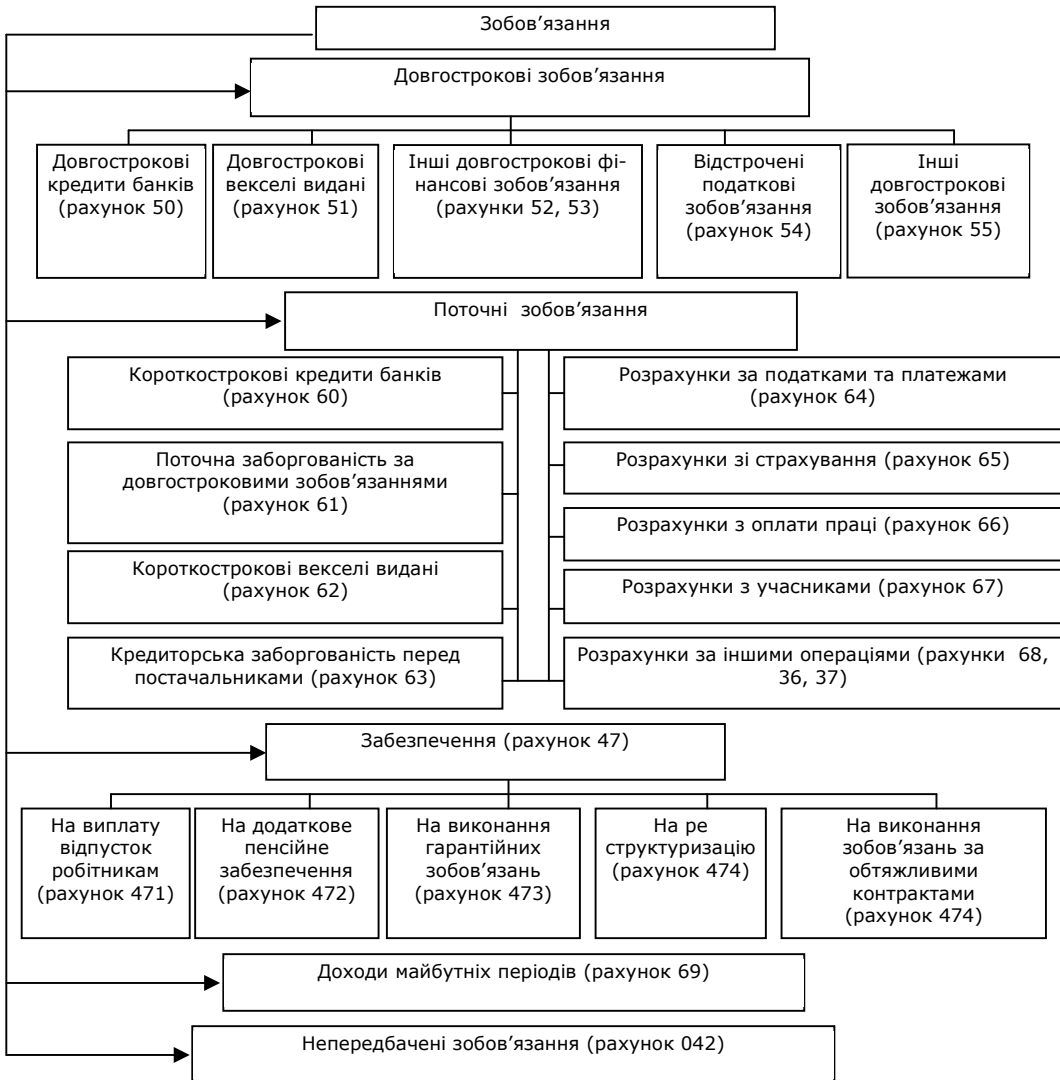 Зобов’язання
Довгострокові зобов’язання
Довгострокові
кредити банків
(рахунок 50)
Довгострокові
векселі видані
(рахунок 51)
Інші довгострокові фі-
нансові зобов’язання
(рахунки 52, 53)
Відстрочені
податкові
зобов’язання
(рахунок 54)
Інші
довгострокові
зобов’язання
(рахунок 55)
Поточні зобов’язання
Короткострокові кредити банків
(рахунок 60)
Поточна заборгованість за
довгостроковими зобов’язаннями
(рахунок 61)
Короткострокові векселі видані
(рахунок 62)
Кредиторська заборгованість перед
постачальниками (рахунок 63)
Розрахунки за податками та платежами
(рахунок 64)
Розрахунки зі страхування (рахунок 65)
Розрахунки з оплати праці (рахунок 66)
Розрахунки з учасниками (рахунок 67)
Розрахунки за іншими операціями (рахунки 68,
36, 37)
Забезпечення (рахунок 47)
На виплату
відпусток
робітникам
(рахунок 471)
На додаткове
пенсійне
забезпечення
(рахунок 472)
На виконання
гарантійних
зобов’язань
(рахунок 473)
На ре
структуризацію
(рахунок 474)
На виконання
зобов’язань за
обтяжливими
контрактами
(рахунок 474)
Доходи майбутніх періодів (рахунок 69)
Непередбачені зобов’язання (рахунок 042)